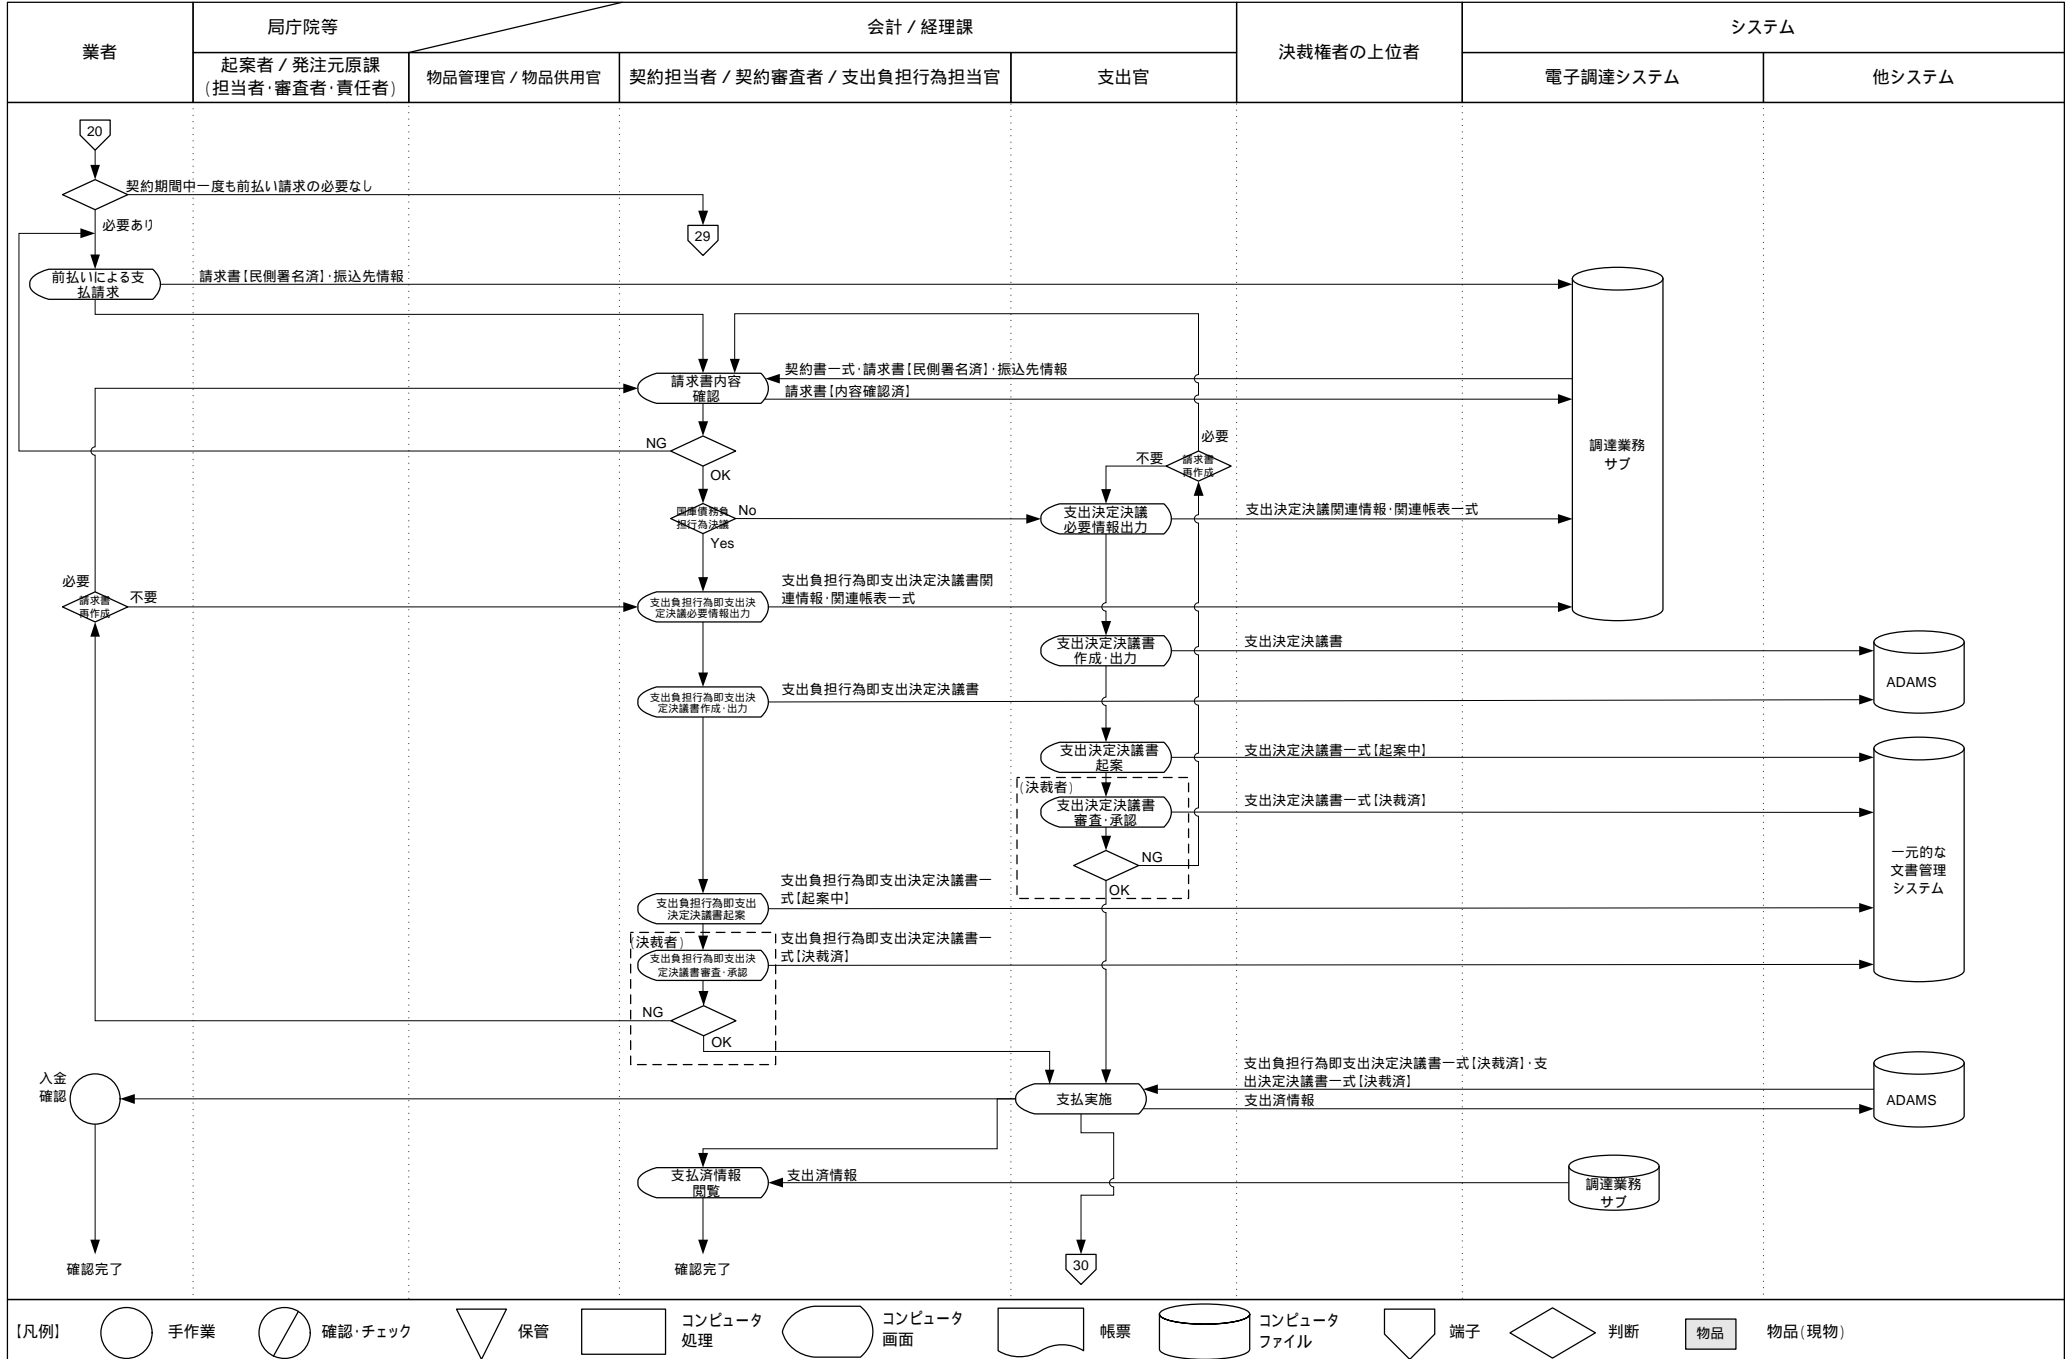 業者
局庁院等
会計/経理課
決裁権者の上位者
システム
起案者/発注元原課
(担当者･審査者･責任者)
物品管理官/物品供用官
契約担当者/契約審査者/支出負担行為担当官
支出官
電子調達システム
他システム
20
契約期間中一度も前払い請求の必要なし
必要あり
29
前払いによる支
払請求
請求書【民側署名済】･振込先情報
契約書一式･請求書【民側署名済】･振込先情報
請求書内容
確認
請求書【内容確認済】
NG
OK
必要
不要
請求書
再作成
調達業務
サブ
国庫債務負
担行為決議
No
Yes
支出決定決議
必要情報出力
支出決定決議関連情報･関連帳表一式
必要
請求書
再作成
不要
支出負担行為即支出決
定決議必要情報出力
支出負担行為即支出決定決議書関
連情報･関連帳表一式
支出決定決議書
作成･出力
支出決定決議書
ADAMS
支出負担行為即支出決
定決議書作成･出力
支出負担行為即支出決定決議書
支出決定決議書
起案
支出決定決議書一式【起案中】
(決裁者)
支出決定決議書
審査･承認
支出決定決議書一式【決裁済】
NG
OK
一元的な
文書管理
システム
支出負担行為即支出
決定決議書起案
支出負担行為即支出決定決議書一
式【起案中】
(決裁者)
支出負担行為即支出決
定決議書審査･承認
支出負担行為即支出決定決議書一
式【決裁済】
NG
OK
入金
確認
支払実施
支出負担行為即支出決定決議書一式【決裁済】･支
出決定決議書一式【決裁済】
支出済情報
ADAMS
支払済情報
閲覧
支出済情報
調達業務
サブ
確認完了
確認完了
30
【凡例】
手作業
確認･チェック
保管
コンピュータ
処理
コンピュータ
画面
帳票
コンピュータ
ファイル
端子
判断
物品
物品(現物)